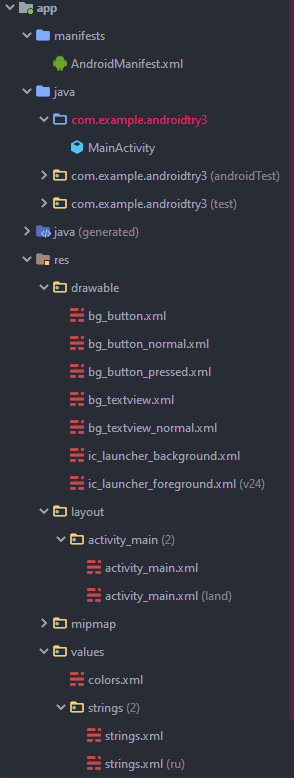 app
manifests
AndroidManifest.xml
java
com.example.androidtry3
MainActivity
com.example.androidtry3 (androidTest)
com.example.androidtry3 (test)
java (generated)
res
drawable
bg_button.xml
bg_button_normal.xml
bg_button_pressed.xml
bg_textview.xml
bg_textview_normal.xml
ic_launcher_background.xml
ic_launcher_foreground.xml (v24)
layout
activity_main (2)
activity_main.xml
activity_main.xml (land)
mipmap
values
colors.xml
strings (2)
strings.xml
strings.xml (ru)